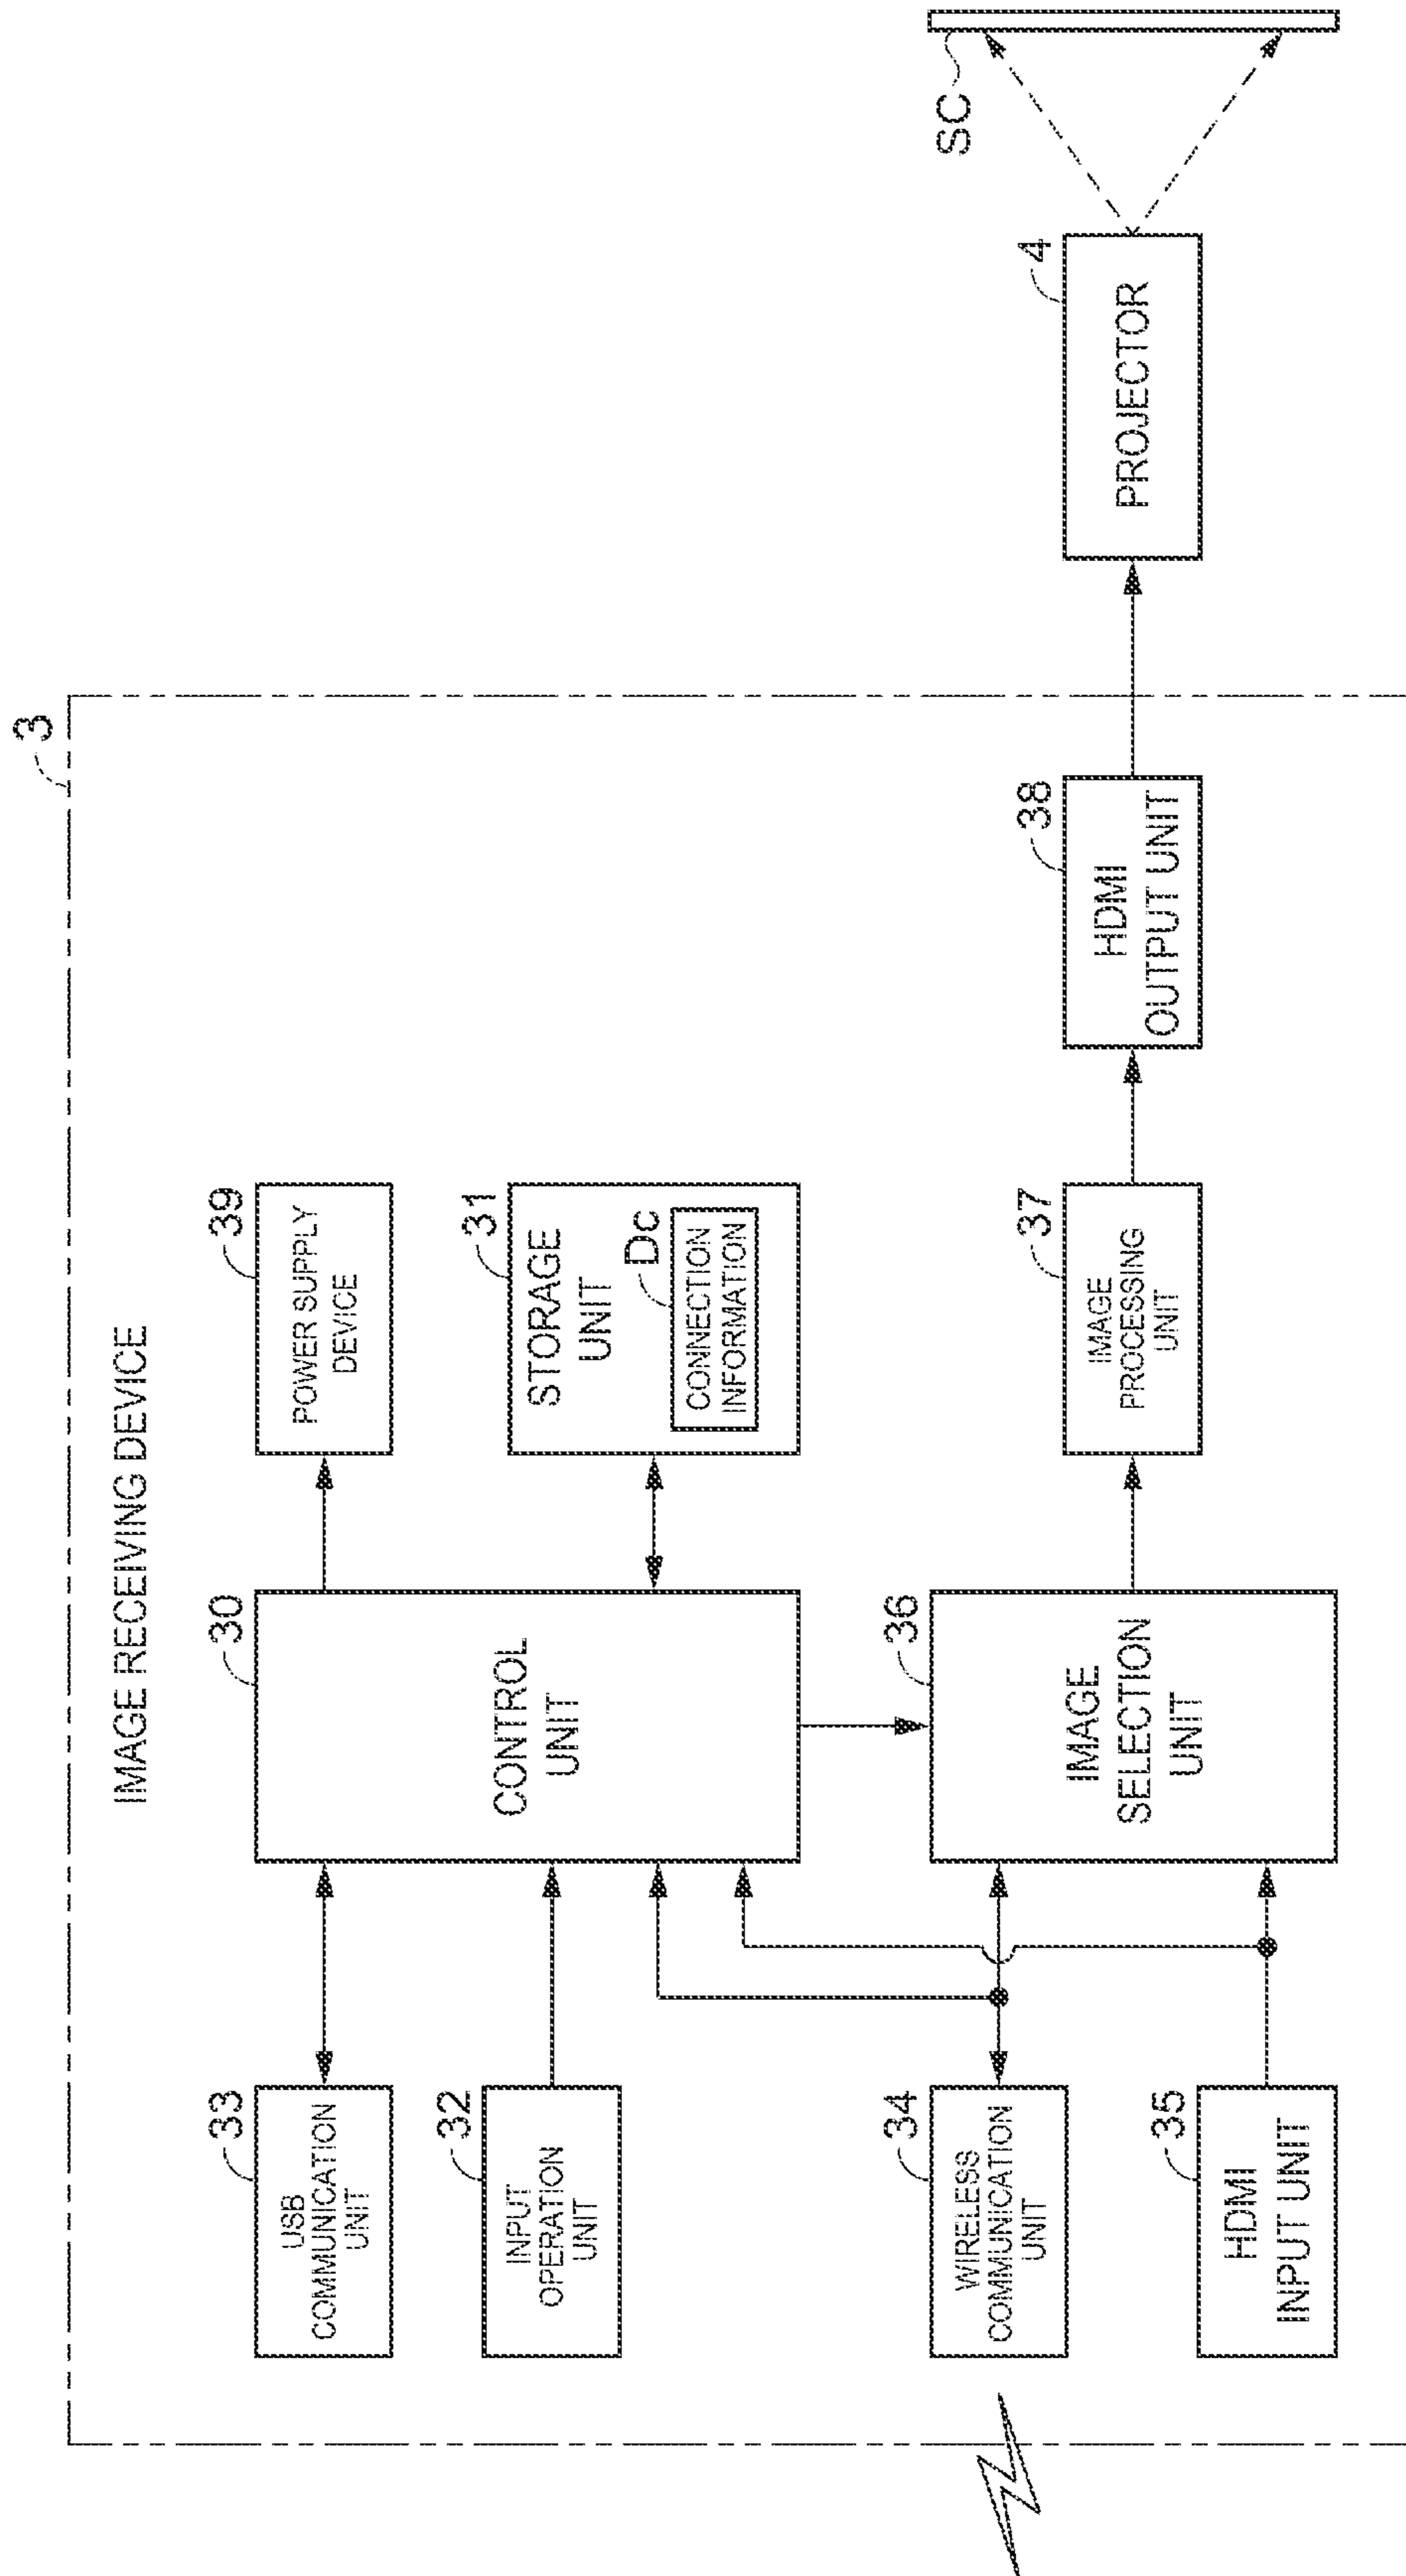 3
IMAGE RECEIVING DEVICE
33
USB
COMMUNICATION
UNIT
30
CONTROL
UNIT
39
POWER SUPPLY
DEVICE
32
INPUT
OPERATION
UNIT
31
STORAGE
UNIT
Dc
CONNECTION
INFORMATION
34
WIRELESS
COMMUNICATION
UNIT
36
IMAGE
SELECTION
UNIT
37
IMAGE
PROCESSING
UNIT
38
HDMI
OUTPUT UNIT
4
PROJECTOR
SC
35
HDMI
INPUT UNIT